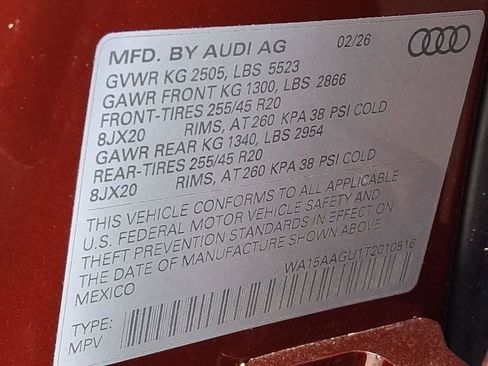 MFD. BY AUDI AG 02/26
GVWR KG 2505, LBS 5523
GAWR FRONT KG 1300, LBS 2866
FRONT-TIRES 255/45 R20
8JX20 RIMS, AT 260 KPA 38 PSI COLD
GAWR REAR KG 1340, LBS 2954
REAR-TIRES 255/45 R20
8JX20 RIMS, AT 260 KPA 38 PSI COLD
THIS VEHICLE CONFORMS TO ALL APPLICABLE
U.S. FEDERAL MOTOR VEHICLE SAFETY AND
THEFT PREVENTION STANDARDS IN EFFECT ON
THE DATE OF MANUFACTURE SHOWN ABOVE.
MEXICO WA15AAGU1T2010816
TYPE:
MPV